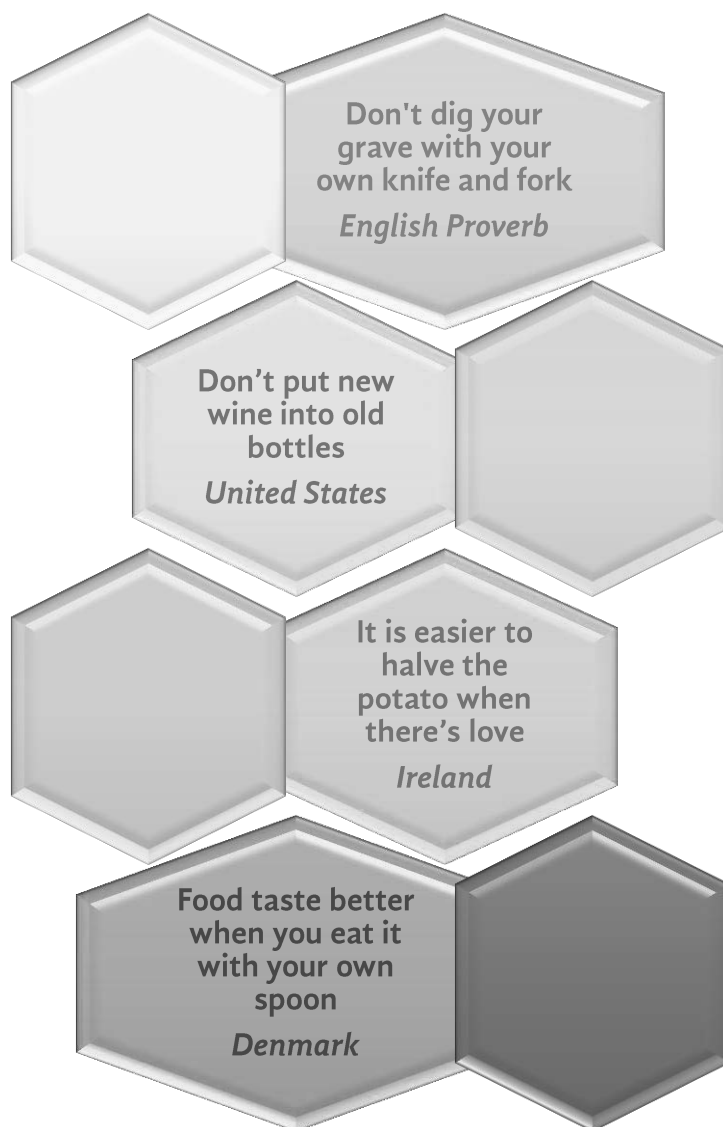 Don't dig your
grave with your
own knife and fork
English Proverb
Don’t put new
wine into old
bottles
United States
It is easier to
halve the
potato when
there’s love
Ireland
Food taste better
when you eat it
with your own
spoon
Denmark